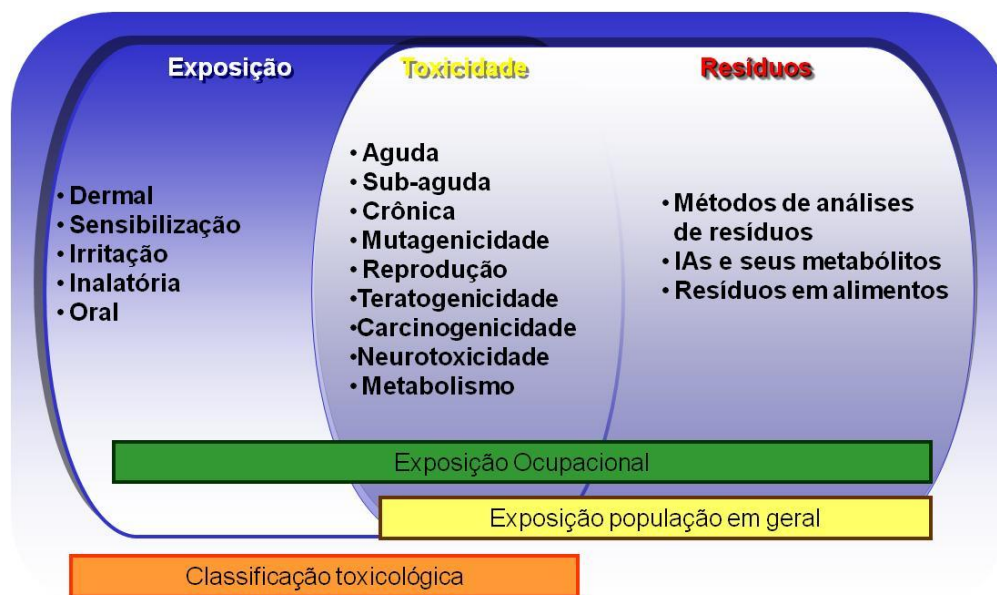 Exposição
Toxicidade
Resíduos
• Dermal
• Sensibilização
• Irritação
• Inalatória
• Oral
• Aguda
• Sub-aguda
• Crônica
• Mutagenicidade
• Reprodução
•Teratogenicidade
•Carcinogenicidade
•Neurotoxicidade
• Metabolismo
• Métodos de análises
de resíduos
• IAs e seus metabólitos
• Resíduos em alimentos
Exposição Ocupacional
Exposição população em geral
Classificação toxicológica